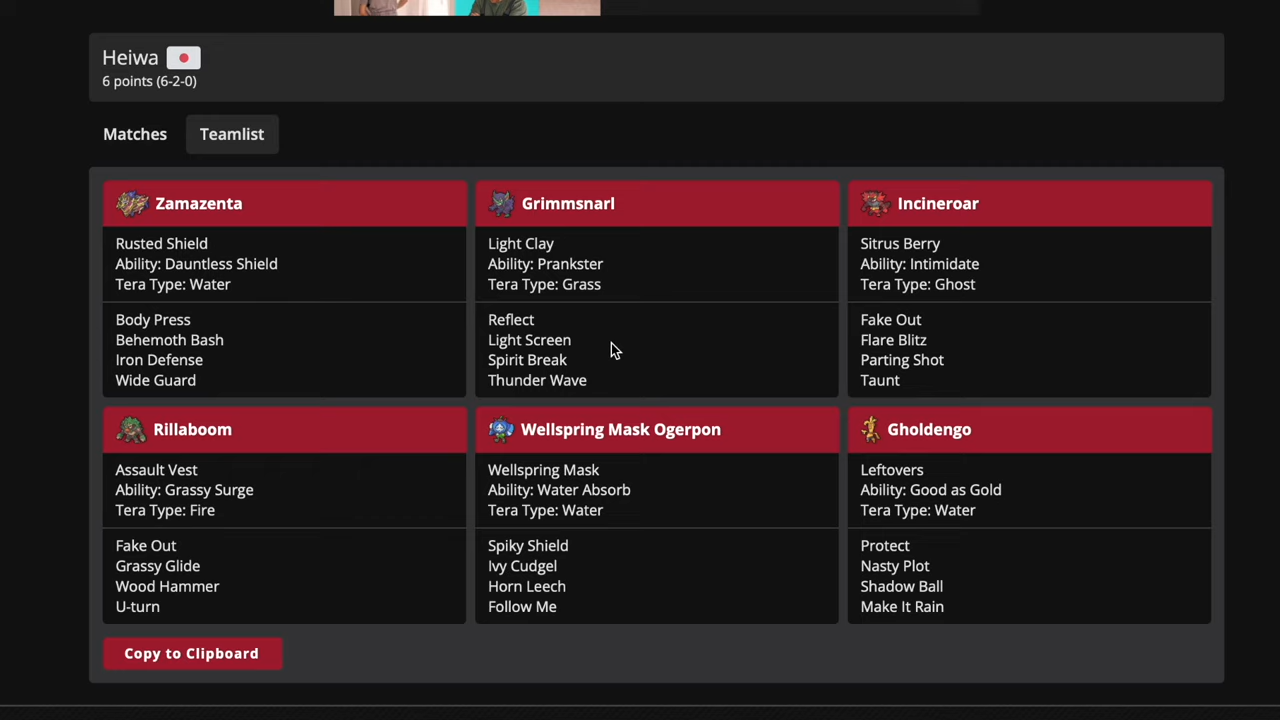 Heiwa
6 points (6-2-0)
Matches
Teamlist
Zamazenta
Rusted Shield
Ability: Dauntless Shield
Tera Type: Water
Body Press
Behemoth Bash
Iron Defense
Wide Guard
Grimmsnarl
Light Clay
Ability: Prankster
Tera Type: Grass
Reflect
Light Screen
Spirit Break
Thunder Wave
Incineroar
Sitrus Berry
Ability: Intimidate
Tera Type: Ghost
Fake Out
Flare Blitz
Parting Shot
Taunt
Rillaboom
Assault Vest
Ability: Grassy Surge
Tera Type: Fire
Fake Out
Grassy Glide
Wood Hammer
U-turn
Wellspring Mask Ogerpon
Wellspring Mask
Ability: Water Absorb
Tera Type: Water
Spiky Shield
Ivy Cudgel
Horn Leech
Follow Me
Gholdengo
Leftovers
Ability: Good as Gold
Tera Type: Water
Protect
Nasty Plot
Shadow Ball
Make It Rain
Copy to Clipboard